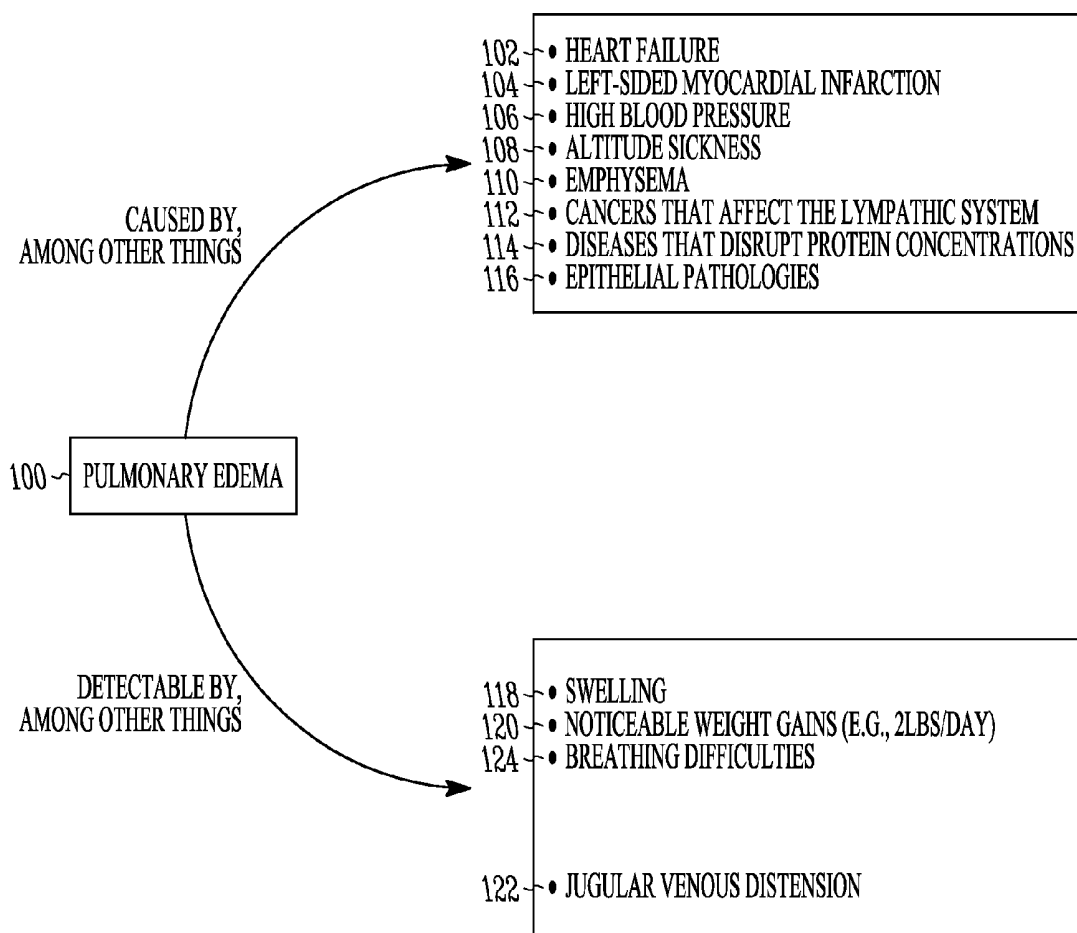 102 • HEART FAILURE
104 • LEFT-SIDED MYOCARDIAL INFARCTION
106 • HIGH BLOOD PRESSURE
108 • ALTITUDE SICKNESS
110 • EMPHYSEMA
112 • CANCERS THAT AFFECT THE LYMPATHIC SYSTEM
114 • DISEASES THAT DISRUPT PROTEIN CONCENTRATIONS
116 • EPITHELIAL PATHOLOGIES
CAUSED BY,
AMONG OTHER THINGS
100 PULMONARY EDEMA
DETECTABLE BY,
AMONG OTHER THINGS
118 • SWELLING
120 • NOTICEABLE WEIGHT GAINS (E.G., 2LBS/DAY)
124 • BREATHING DIFFICULTIES
122 • JUGULAR VENOUS DISTENSION